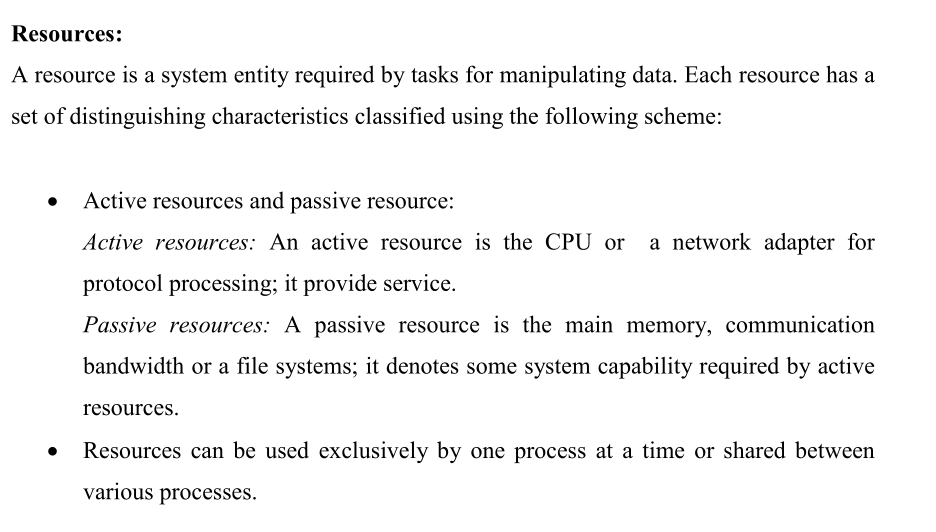 Resources:
A resource is a system entity required by tasks for manipulating data. Each resource has a
set of distinguishing characteristics classified using the following scheme:
• Active resources and passive resource:
Active resources: An active resource is the CPU or a network adapter for
protocol processing; it provide service.
Passive resources: A passive resource is the main memory, communication
bandwidth or a file systems; it denotes some system capability required by active
resources.
• Resources can be used exclusively by one process at a time or shared between
various processes.